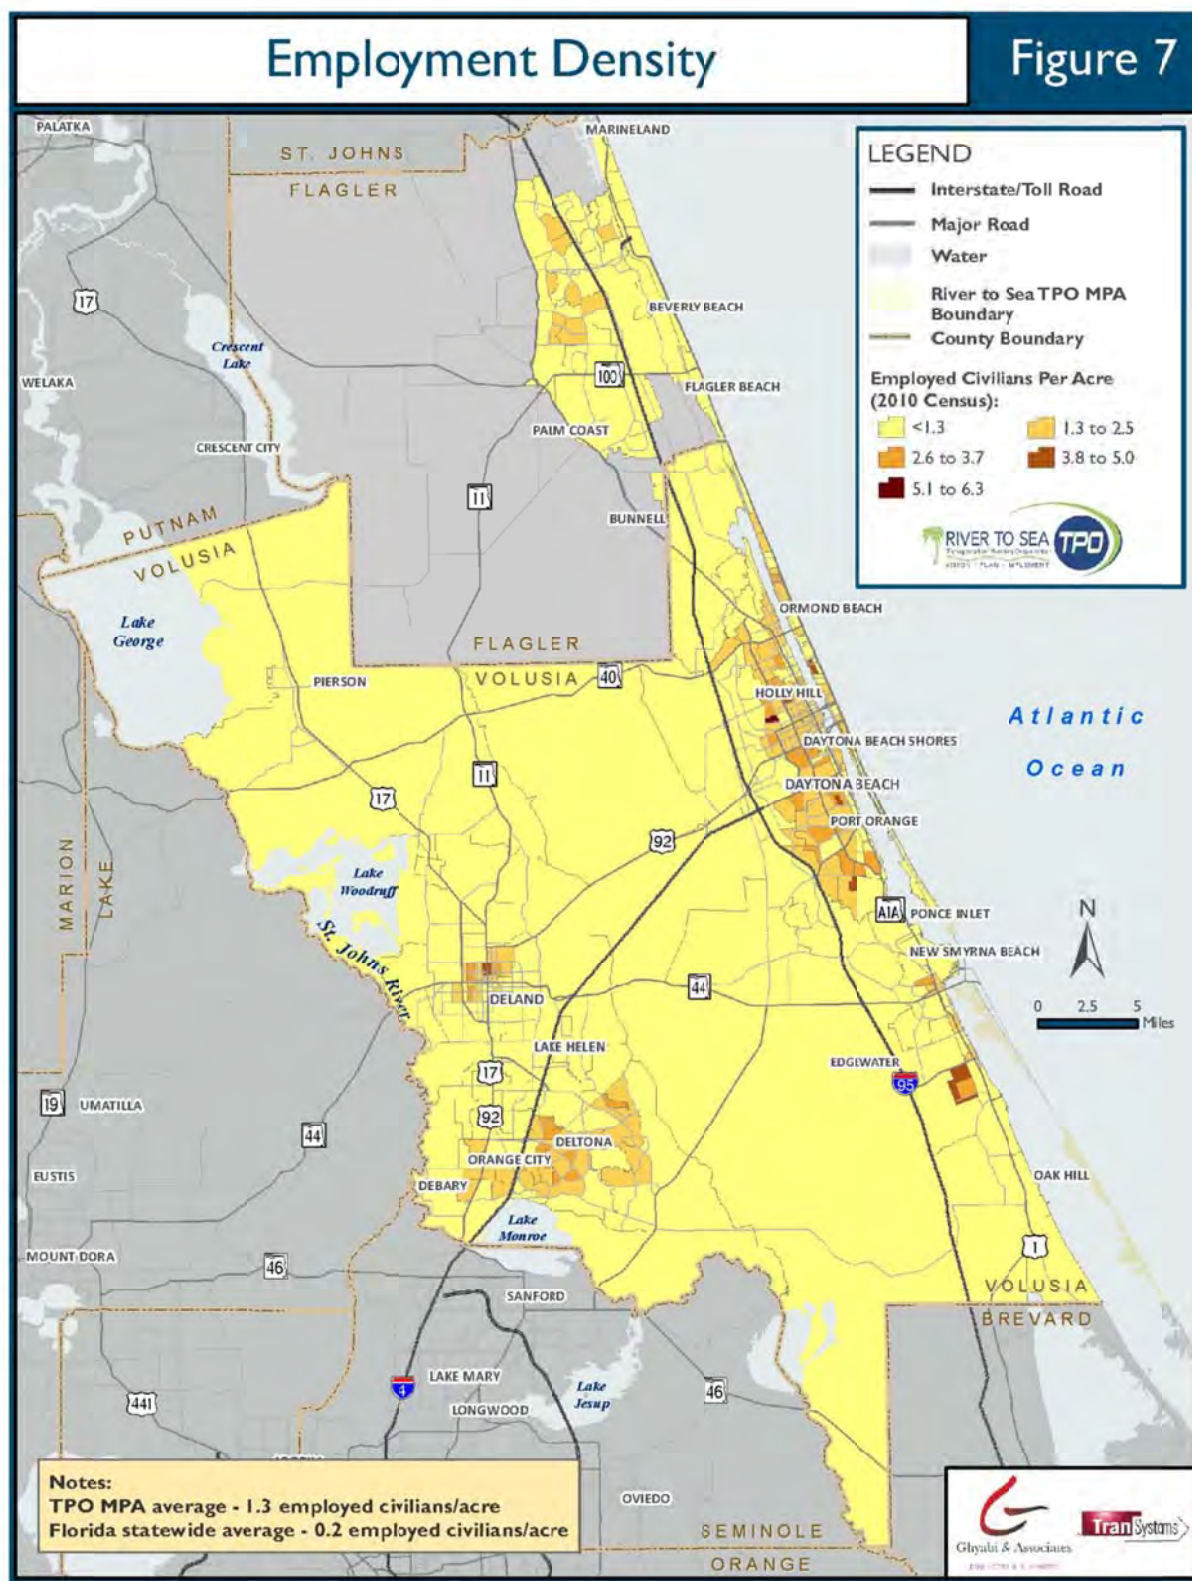 Employment Density
Figure 7
PALATKA
MARINELAND
ST. JOHNS
FLAGLER
LEGEND
Interstate/Toll Road
Major Road
Water
River to Sea TPO MPA
Boundary
County Boundary
Employed Civilians Per Acre
(2010 Census):
<1.3
1.3 to 2.5
2.6 to 3.7
3.8 to 5.0
5.1 to 6.3
RIVER TO SEA
TPO
17
BEVERLY BEACH
Crescent
Lake
WELAKA
100
FLAGLER BEACH
CRESCENT CITY
PALM COAST
11
BUNNELL
PUTNAM
VOLUSIA
Lake
George
ORMOND BEACH
FLAGLER
VOLUSIA
40
PIERSON
HOLLY HILL
Atlantic
Ocean
DAYTONA BEACH SHORES
11
17
DAYTONA BEACH
PORT ORANGE
92
MARION
LAKE
Lake
Woodruff
A1A
PONCE INLET
N
St. Johns River
NEW SMYRNA BEACH
44
DELAND
0 2.5 5
Miles
LAKE HELEN
EDGEWATER
17
95
19
UMATILLA
92
44
DELTONA
ORANGE CITY
EUSTIS
DEBARY
OAK HILL
Lake
Monroe
MOUNT DORA
46
1
SANFORD
VOLUSIA
BREVARD
LAKE MARY
4
Lake
Jesup
46
441
LONGWOOD
Notes:
TPO MPA average - 1.3 employed civilians/acre
Florida statewide average - 0.2 employed civilians/acre
OVIEDO
SEMINOLE
ORANGE
Ghyabi & Associates
TranSystems